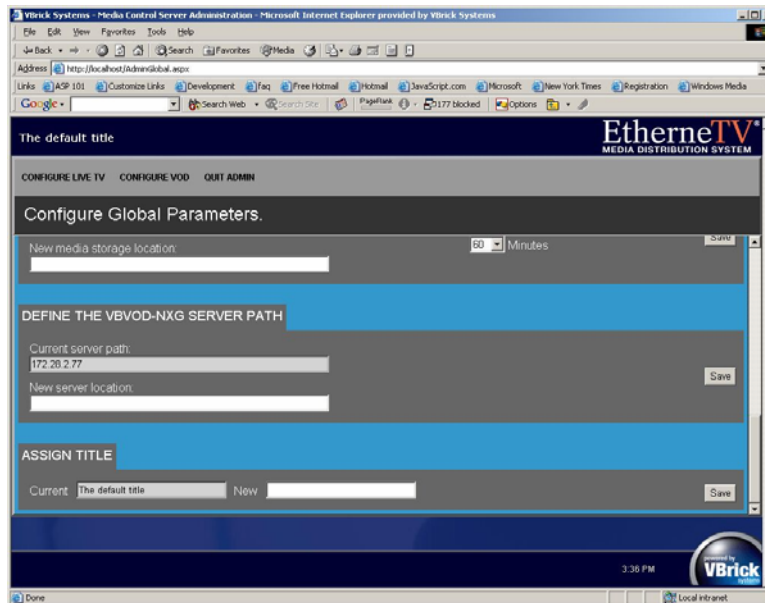 VBrick Systems - Media Control Server Administration - Microsoft Internet Explorer provided by VBrick Systems
File Edit View Favorites Tools Help
Back Search Favorites Media
Address http://localhost/AdminGlobal.aspx
Links ASP 101 Customize Links Development faq Free Hotmail Hotmail JavaScript.com Microsoft New York Times Registration Windows Media
Google Search Web Search Site PageRank 177 blocked Options
The default title
EtherneTV
MEDIA DISTRIBUTION SYSTEM
CONFIGURE LIVE TV CONFIGURE VOD QUIT ADMIN
Configure Global Parameters.
New media storage location: 60 Minutes Save
DEFINE THE VBVOD-NXG SERVER PATH
Current server path:
172.28.2.77
New server location: Save
ASSIGN TITLE
Current The default title New Save
3:36 PM
powered by
VBrick
systems
Done Local intranet